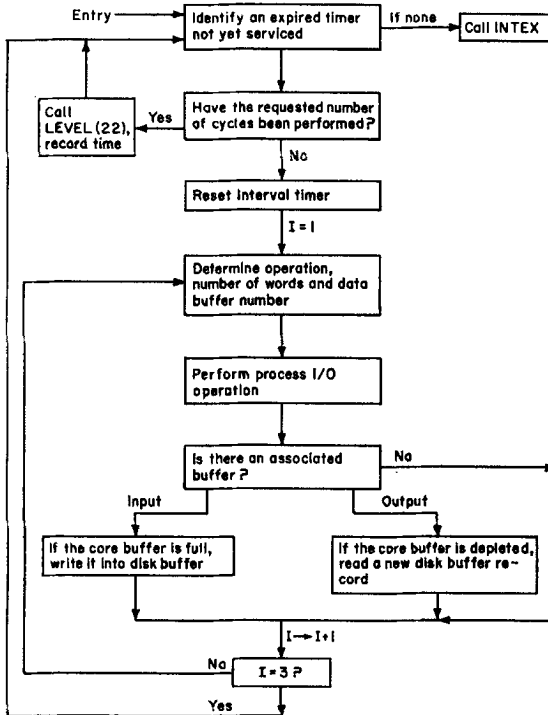 Entry
Identify an expired timer
not yet serviced
If none
Call INTEX
Call
LEVEL (22),
record time
Yes
Have the requested number
of cycles been performed?
No
Reset interval timer
I = 1
Determine operation,
number of words and data
buffer number
Perform process I/O
operation
Is there an associated
buffer ?
No
Input
Output
If the core buffer is full,
write it into disk buffer
If the core buffer is depleted,
read a new disk buffer re-
cord
I→I+1
No
I = 3 ?
Yes